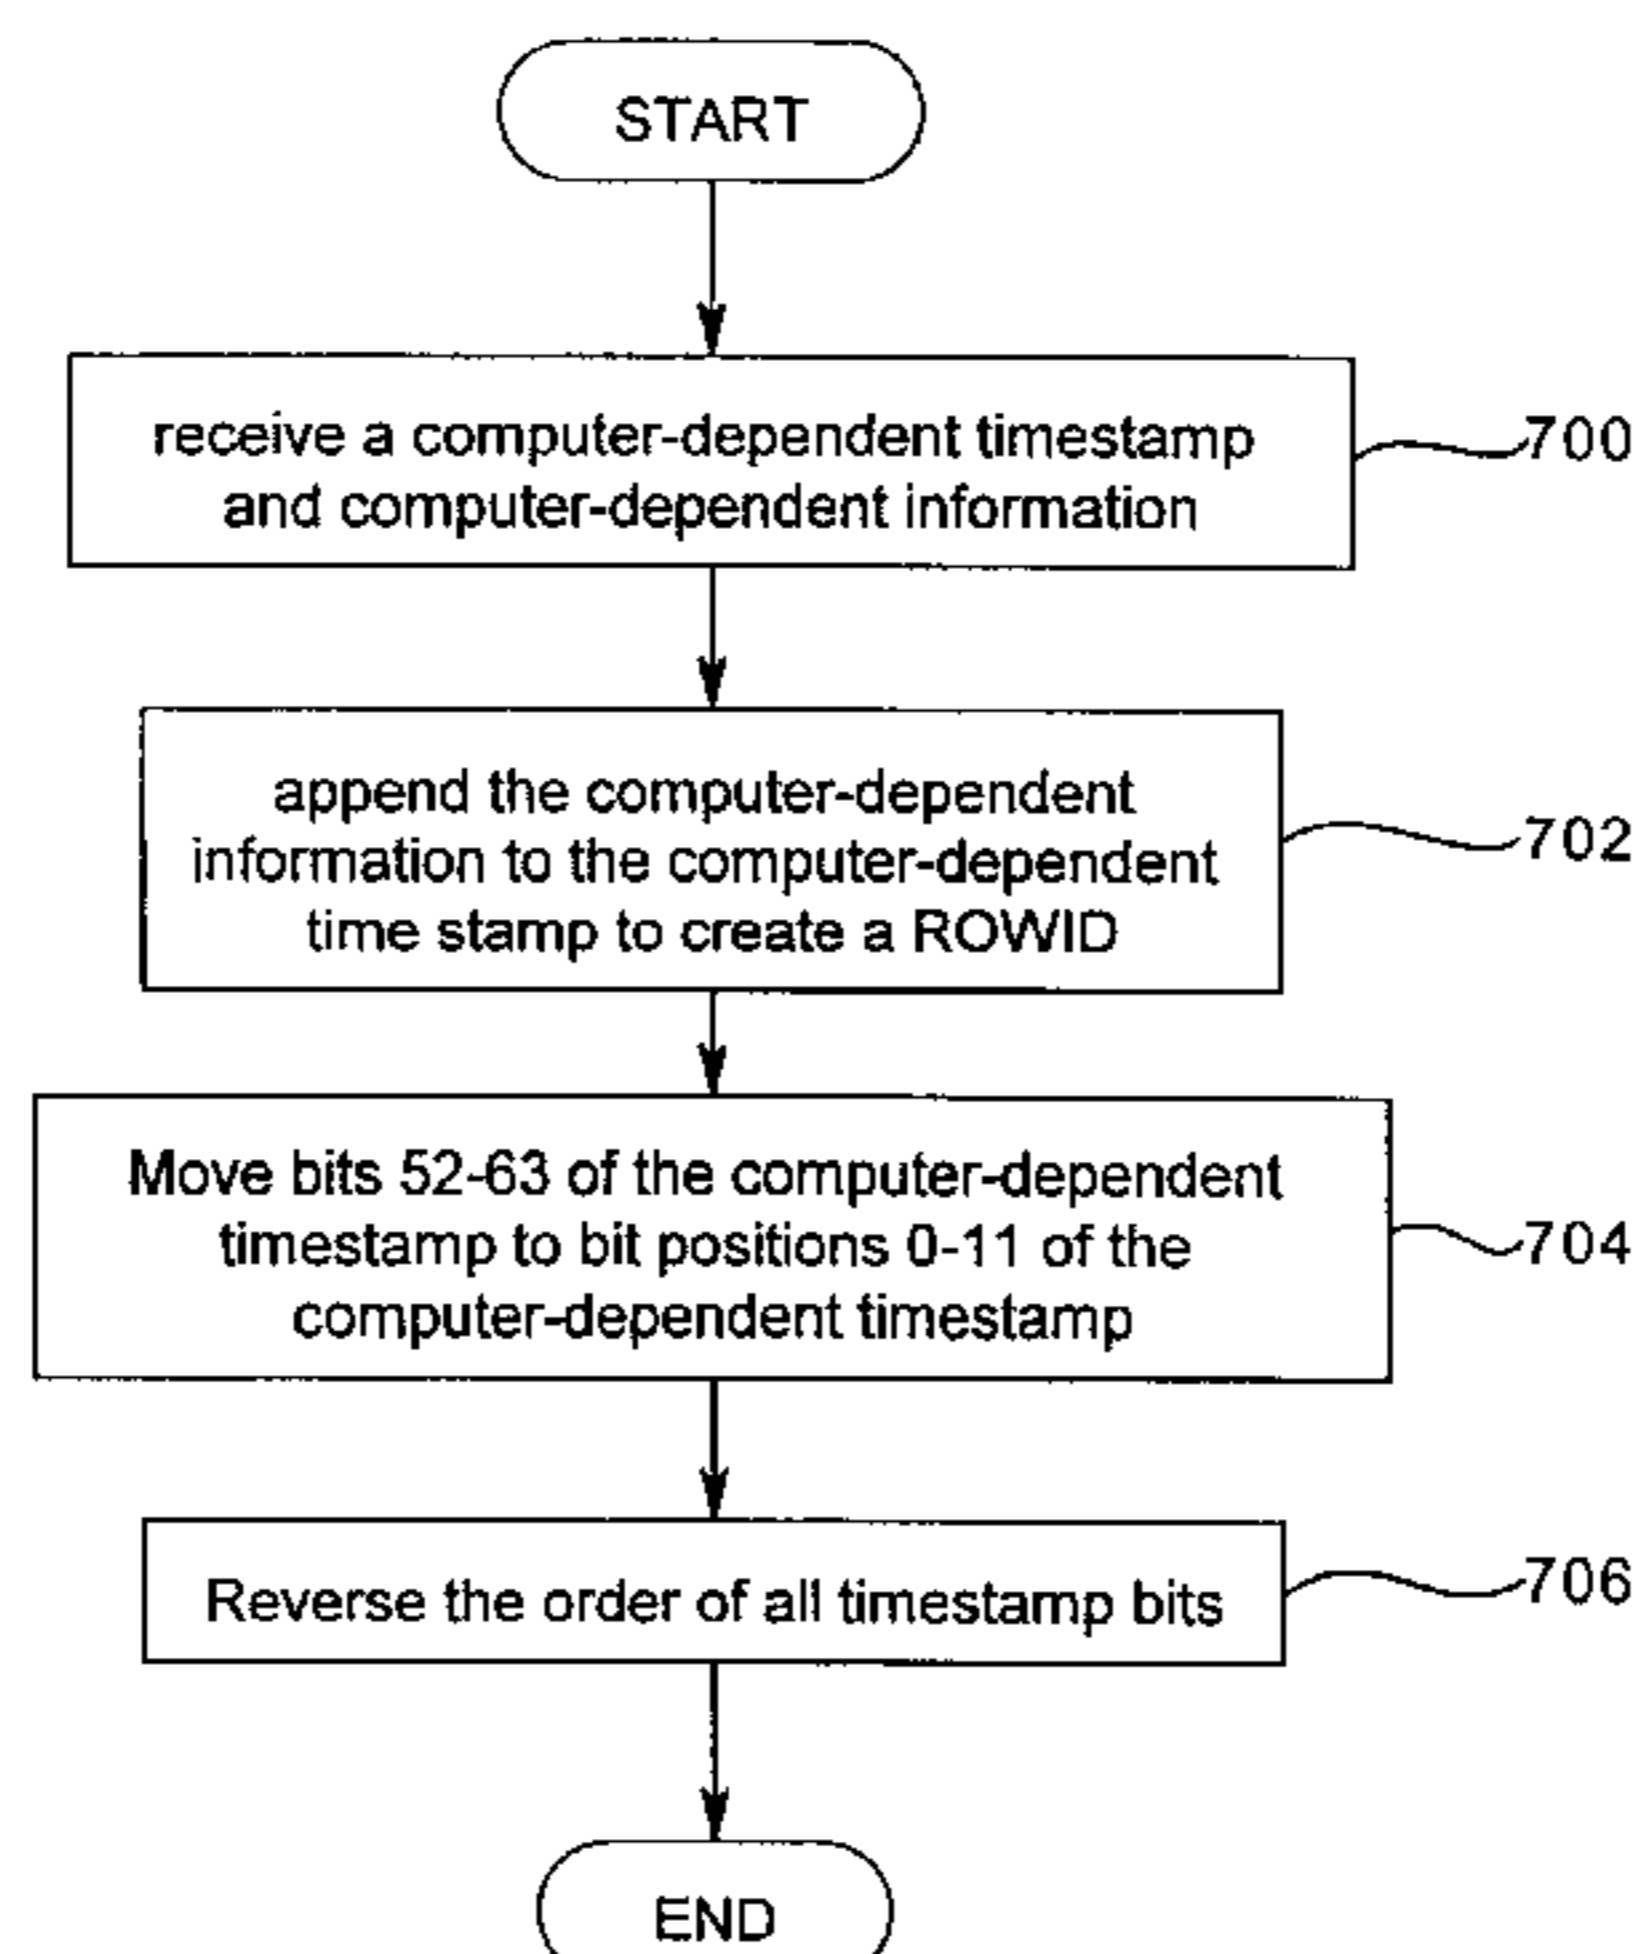 START
receive a computer-dependent timestamp
and computer-dependent information
700
append the computer-dependent
information to the computer-dependent
time stamp to create a ROWID
702
Move bits 52-63 of the computer-dependent
timestamp to bit positions 0-11 of the
computer-dependent timestamp
704
Reverse the order of all timestamp bits
706
END